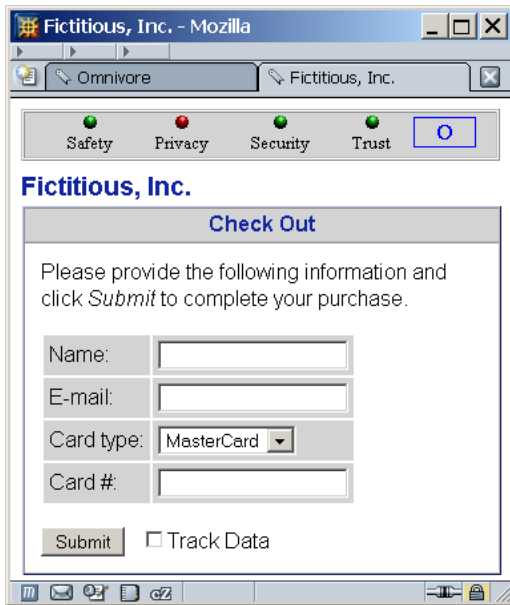 Fictitious, Inc. - Mozilla
Omnivore
Fictitious, Inc.
Safety Privacy Security Trust O
Fictitious, Inc.
Check Out
Please provide the following information and
click Submit to complete your purchase.
Name:
E-mail:
Card type: MasterCard
Card #:
Submit Track Data